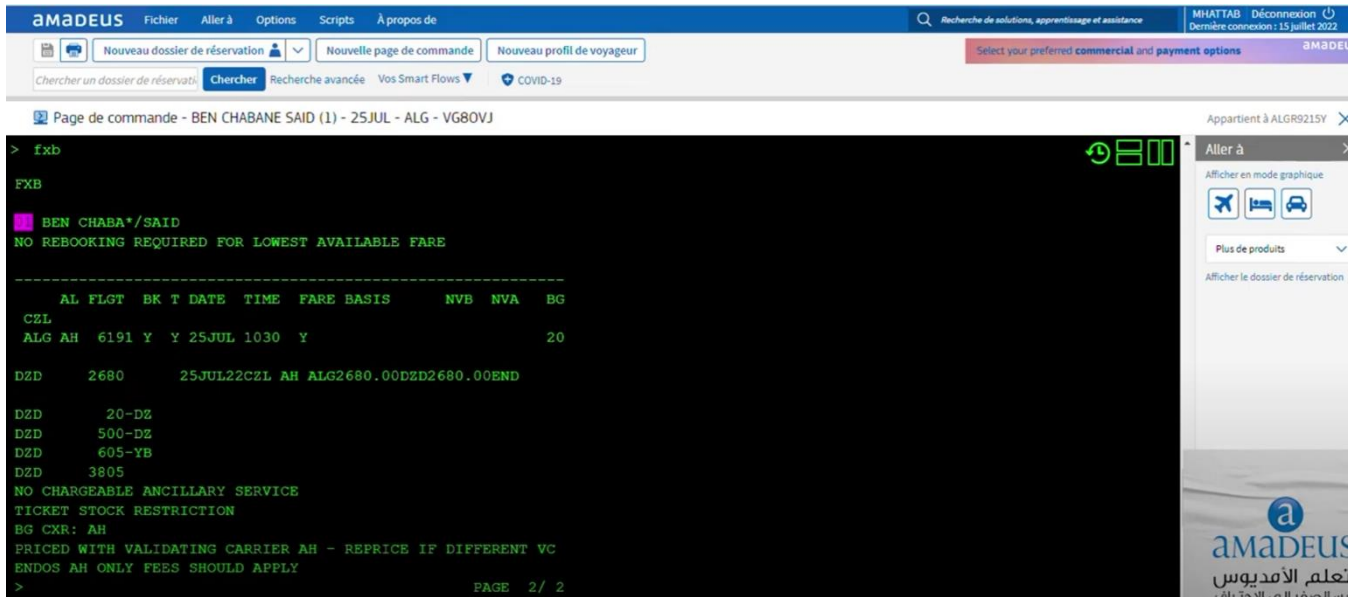 aMaDEUS Fichier Aller à Options Scripts À propos de Recherche de solutions, apprentissage et assistance MHATTAB Déconnexion
Dernière connexion : 15 juillet 2022
Nouveau dossier de réservation Nouvelle page de commande Nouveau profil de voyageur Select your preferred commercial and payment options aMaDEU
Chercher un dossier de réservati Chercher Recherche avancée Vos Smart Flows COVID-19
Page de commande - BEN CHABANE SAID (1) - 25JUL - ALG - VG8OVJ Appartient à ALGR9215Y
> fxb
FXB
BEN CHABA*/SAID
NO REBOOKING REQUIRED FOR LOWEST AVAILABLE FARE
------------------------------------------------------------
AL FLGT BK T DATE TIME FARE BASIS NVB NVA BG
CZL
ALG AH 6191 Y Y 25JUL 1030 Y 20
DZD 2680 25JUL22CZL AH ALG2680.00DZD2680.00END
DZD 20-DZ
DZD 500-DZ
DZD 605-YB
DZD 3805
NO CHARGEABLE ANCILLARY SERVICE
TICKET STOCK RESTRICTION
BG CXR: AH
PRICED WITH VALIDATING CARRIER AH - REPRICE IF DIFFERENT VC
ENDOS AH ONLY FEES SHOULD APPLY
> PAGE 2/ 2
Aller à
Afficher en mode graphique
Plus de produits
Afficher le dossier de réservation
a
aMaDEUS
تعلم الأمديوس